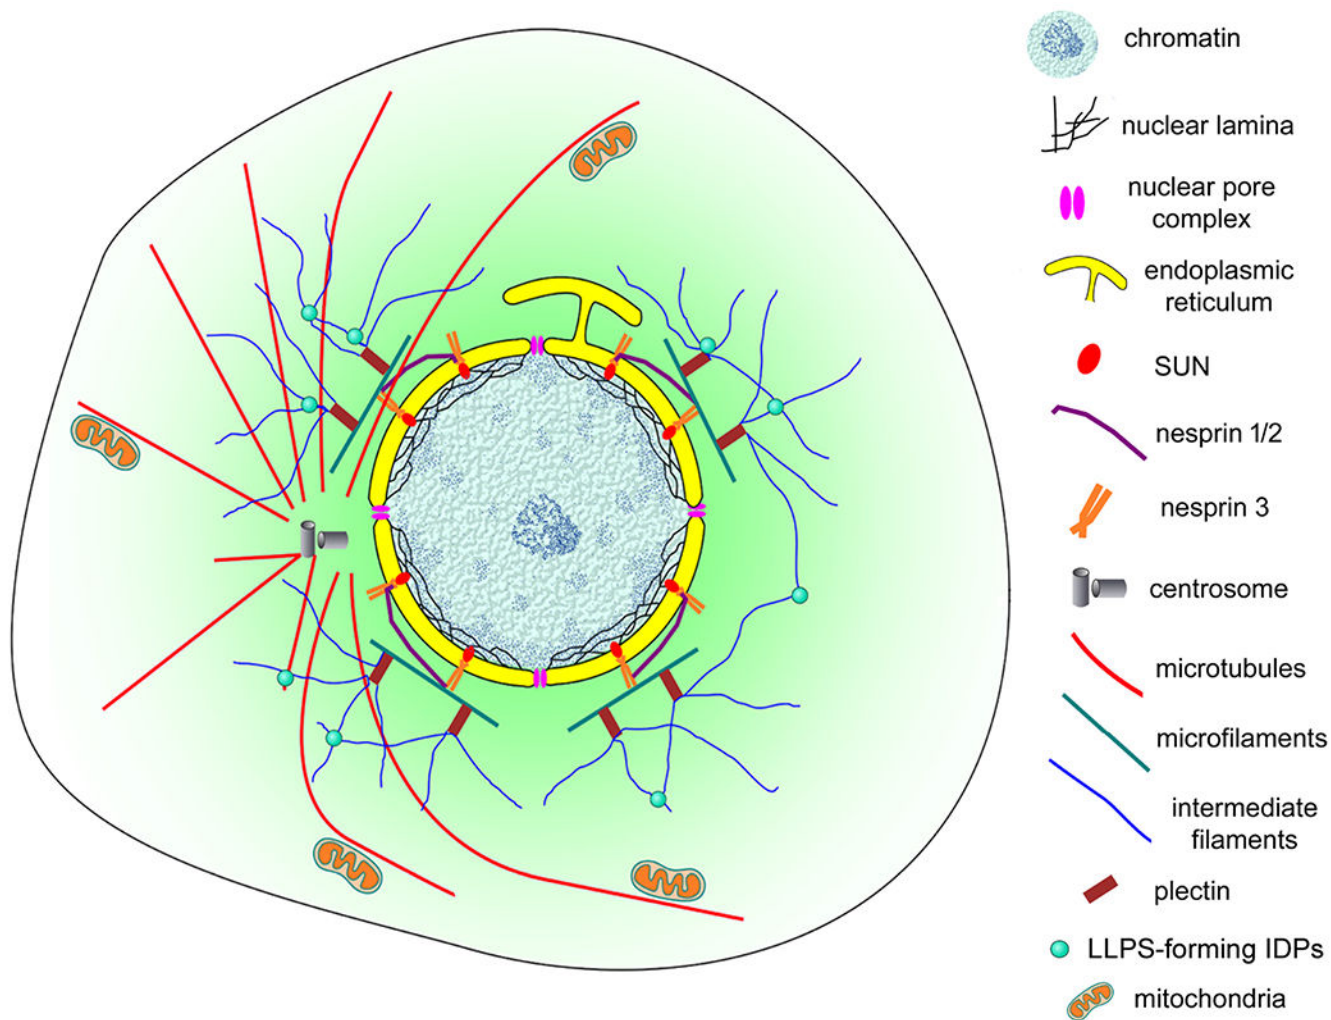 chromatin
nuclear lamina
nuclear pore
complex
endoplasmic
reticulum
SUN
nesprin 1/2
nesprin 3
centrosome
microtubules
microfilaments
intermediate
filaments
plectin
LLPS-forming IDPs
mitochondria